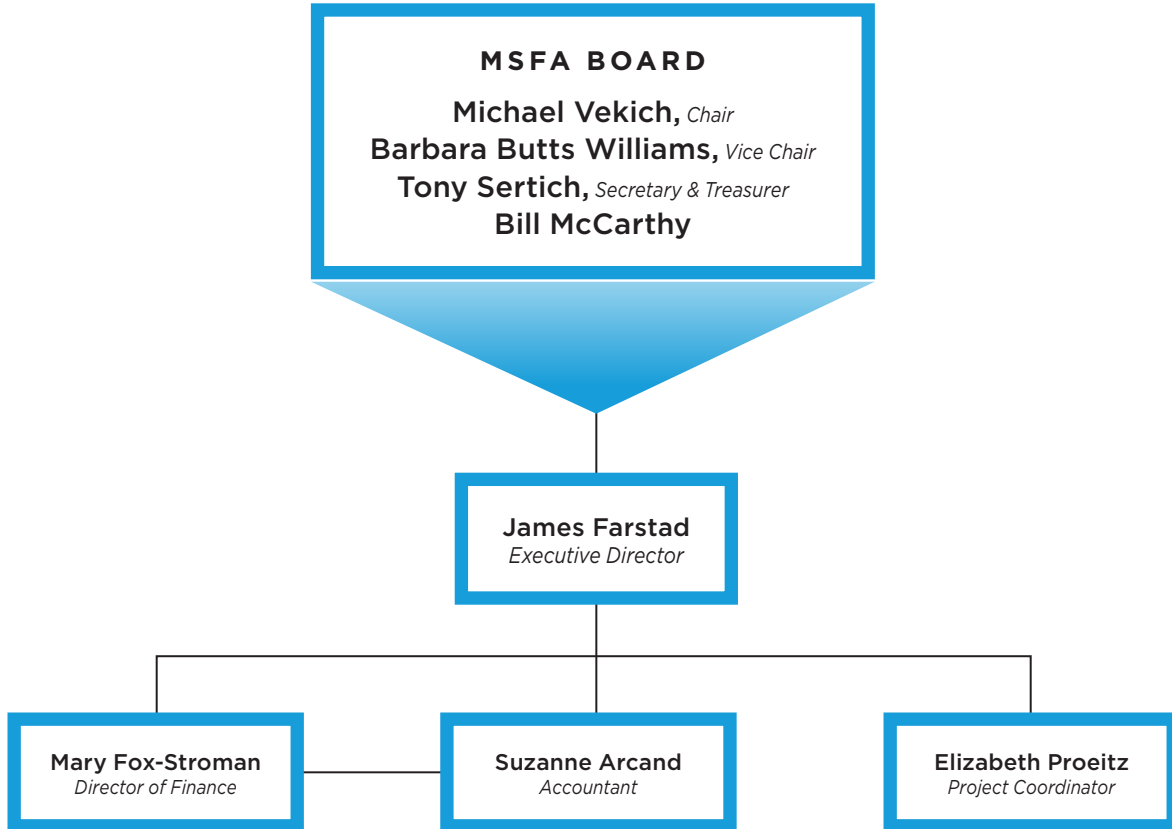 MSFA BOARD
Michael Vekich, Chair
Barbara Butts Williams, Vice Chair
Tony Sertich, Secretary & Treasurer
Bill McCarthy
James Farstad
Executive Director
Mary Fox-Stroman
Director of Finance
Suzanne Arcand
Accountant
Elizabeth Proeitz
Project Coordinator